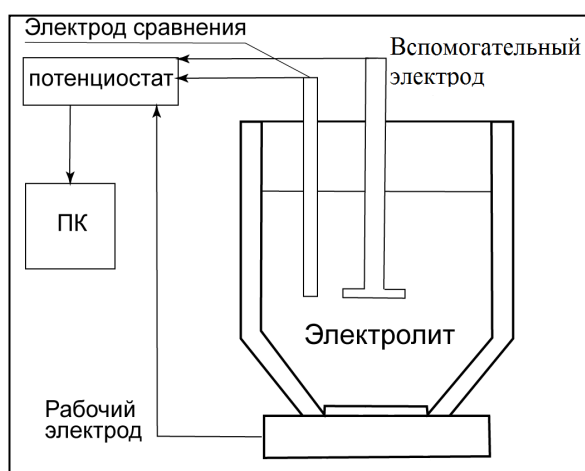 Электрод сравнения
Вспомогательный
электрод
потенциостат
ПК
Электролит
Рабочий
электрод